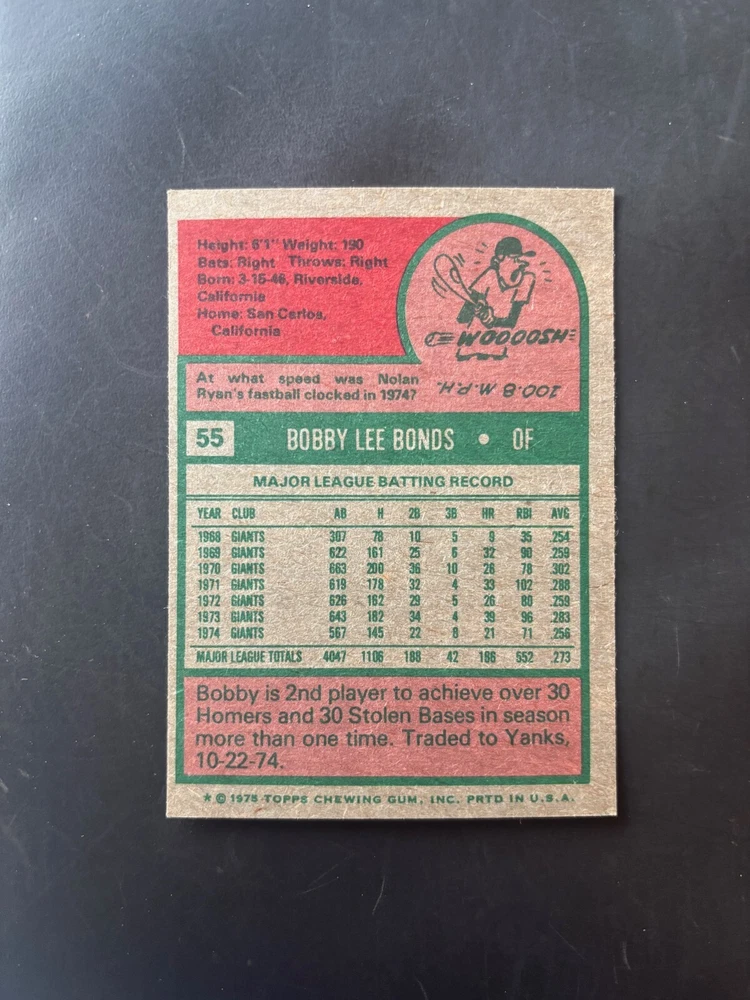 Height: 6'1" Weight: 190
Bats: Right Throws: Right
Born: 3-15-46, Riverside,
California
Home: San Carlos,
California
WOOOOSH
At what speed was Nolan
Ryan's fastball clocked in 1974?
100.8 M.P.H.
55 BOBBY LEE BONDS • OF
MAJOR LEAGUE BATTING RECORD
YEAR CLUB AB H 2B 3B HR RBI AVG
1968 GIANTS 307 78 10 5 9 35 .254
1969 GIANTS 622 161 25 6 32 90 .259
1970 GIANTS 663 200 36 10 26 78 .302
1971 GIANTS 619 178 32 4 33 102 .288
1972 GIANTS 626 162 29 5 26 80 .259
1973 GIANTS 643 182 34 4 39 96 .283
1974 GIANTS 567 145 22 8 21 71 .256
MAJOR LEAGUE TOTALS 4047 1106 188 42 186 552 .273
Bobby is 2nd player to achieve over 30
Homers and 30 Stolen Bases in season
more than one time. Traded to Yanks,
10-22-74.
* © 1975 TOPPS CHEWING GUM, INC. PRTD IN U.S.A.